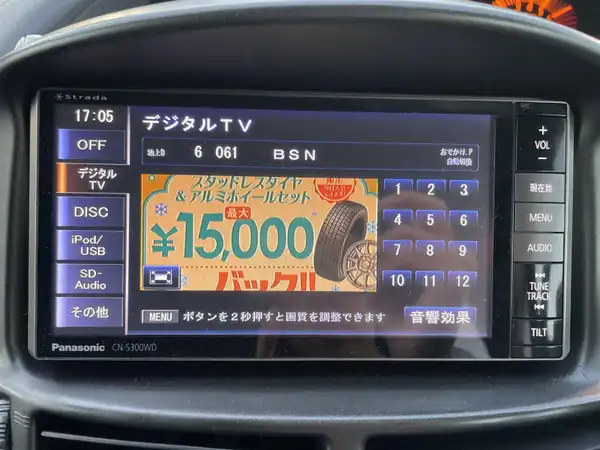 Strada
17:05
デジタルTV
OFF
地上D 6 061 BSN
おでかけ.P
自動切換
デジタル
TV
DISC
iPod/
USB
SD-
Audio
その他
スタッドレスタイヤ
&アルミホイールセット
最大
¥15,000
バック!!
1 2 3
4 5 6
7 8 9
10 11 12
MENU ボタンを2秒押すと画質を調整できます
音響効果
+
VOL
−
現在地
MENU
AUDIO
TUNE
TRACK
TILT
Panasonic CN-S300WD